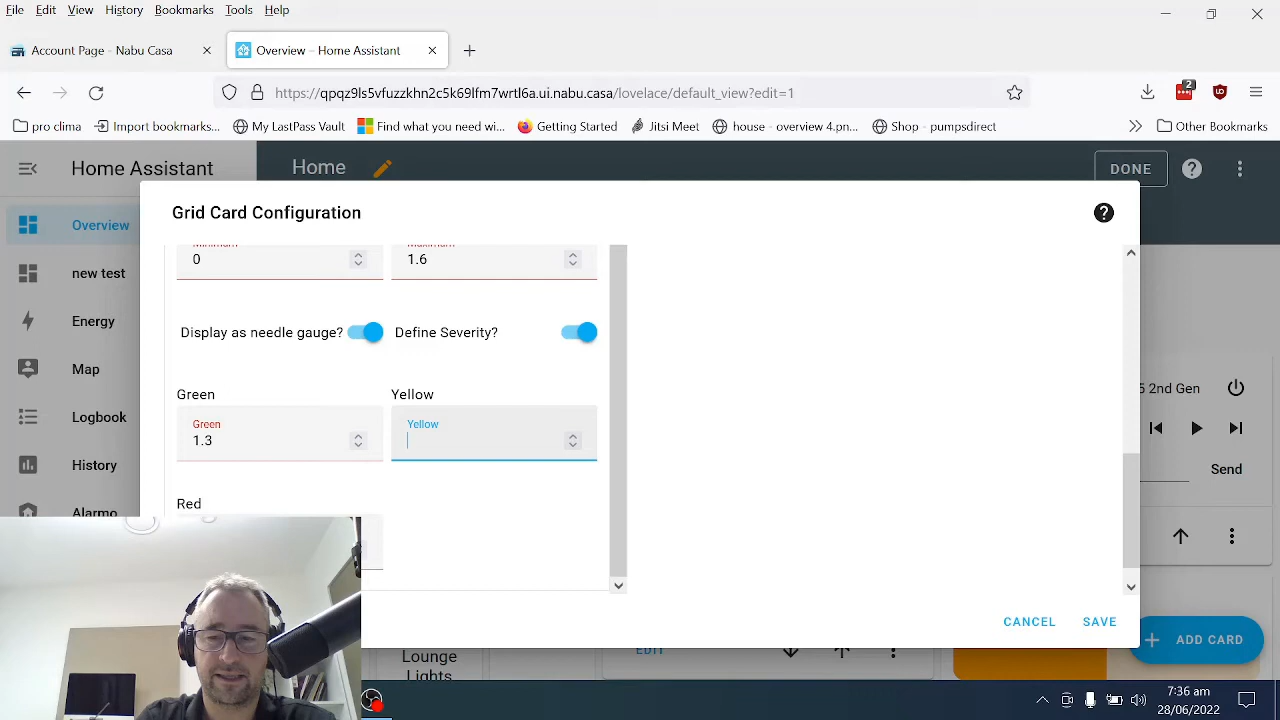 File Edit View History Bookmarks Tools Help
Account Page - Nabu Casa
Overview – Home Assistant
https://qpqz9ls5vfuzzkhn2c5k69lfm7wrtl6a.ui.nabu.casa/lovelace/default_view?edit=1
2
pro clima
Import bookmarks...
My LastPass Vault
Find what you need wi...
Getting Started
Jitsi Meet
house - overview 4.pn...
Shop - pumpsdirect
Other Bookmarks
Home Assistant
Home
DONE
Overview
new test
Energy
Map
Logbook
History
Alarmo
Grid Card Configuration
Minimum
0
Maximum
1.6
Display as needle gauge?
Define Severity?
Green
Green
1.3
Yellow
Yellow
Red
CANCEL
SAVE
5 2nd Gen
Send
ADD CARD
EDIT
Lounge
Lights
7:36 am
28/06/2022